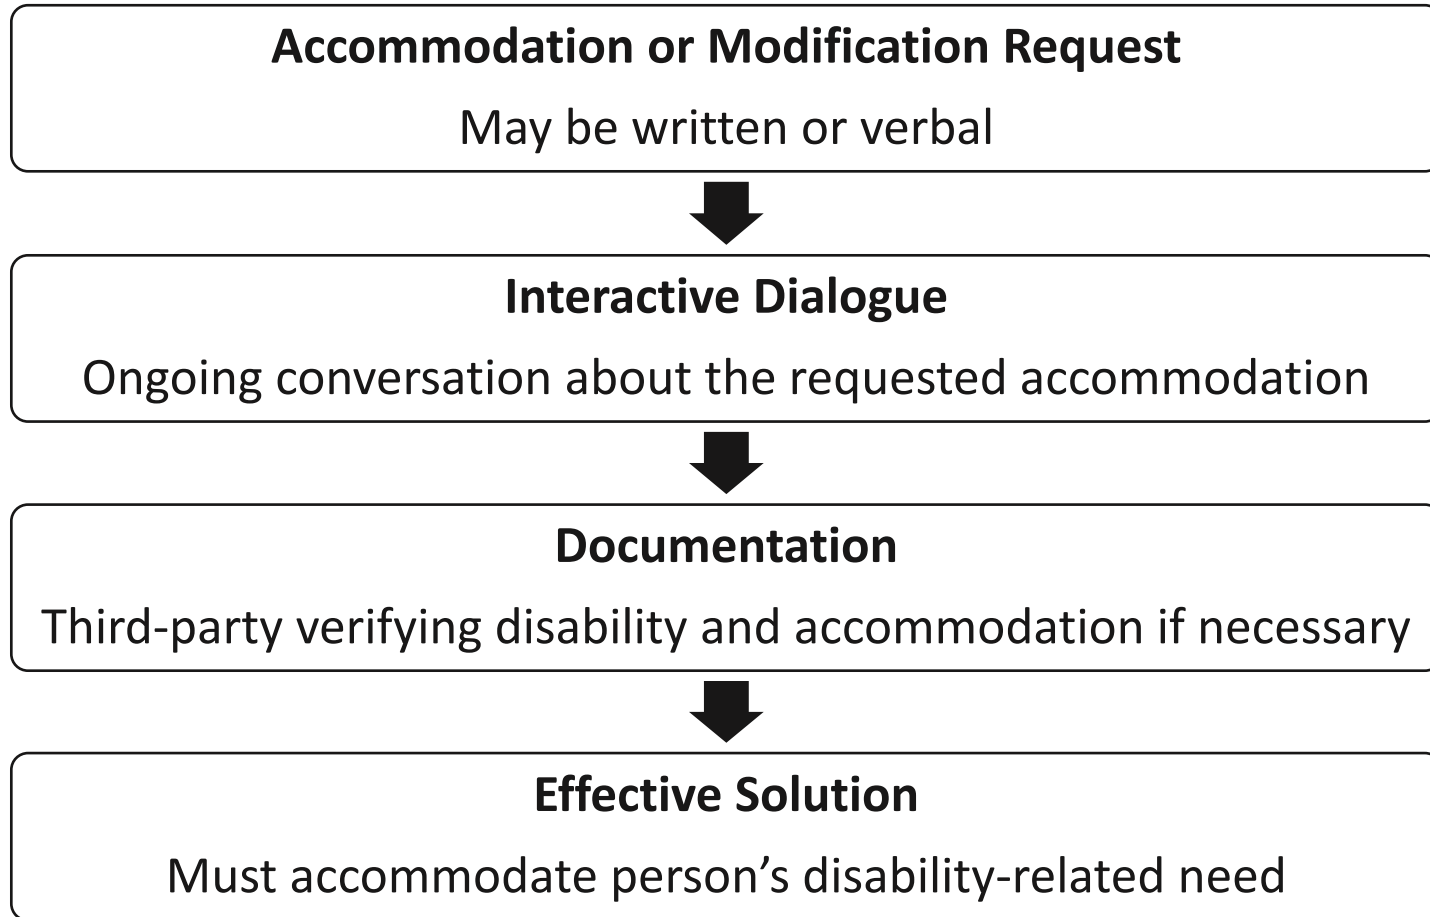 Accommodation or Modification Request
May be written or verbal
Interactive Dialogue
Ongoing conversation about the requested accommodation
Documentation
Third-party verifying disability and accommodation if necessary
Effective Solution
Must accommodate person’s disability-related need